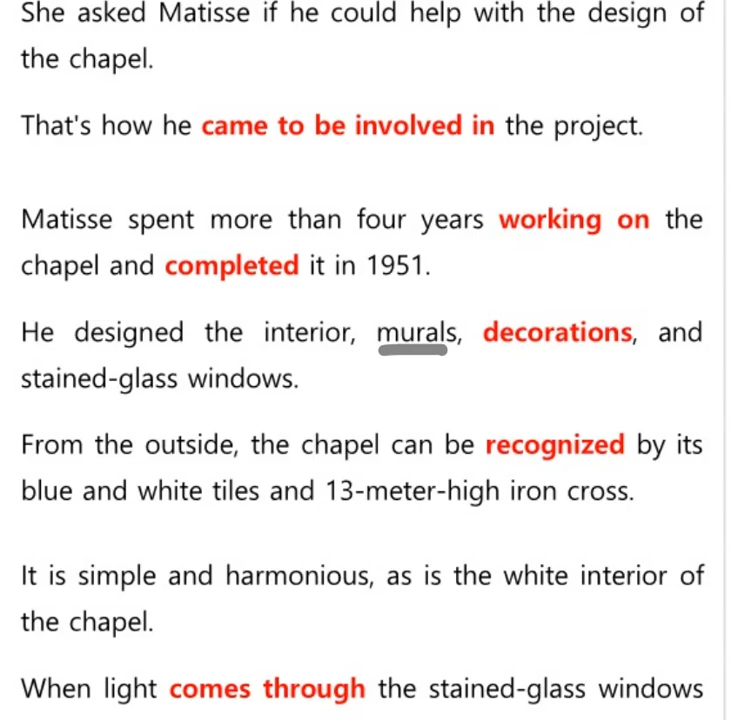 She asked Matisse if he could help with the design of
the chapel.
That's how he came to be involved in the project.
Matisse spent more than four years working on the
chapel and completed it in 1951.
He designed the interior, murals, decorations, and
stained-glass windows.
From the outside, the chapel can be recognized by its
blue and white tiles and 13-meter-high iron cross.
It is simple and harmonious, as is the white interior of
the chapel.
When light comes through the stained-glass windows